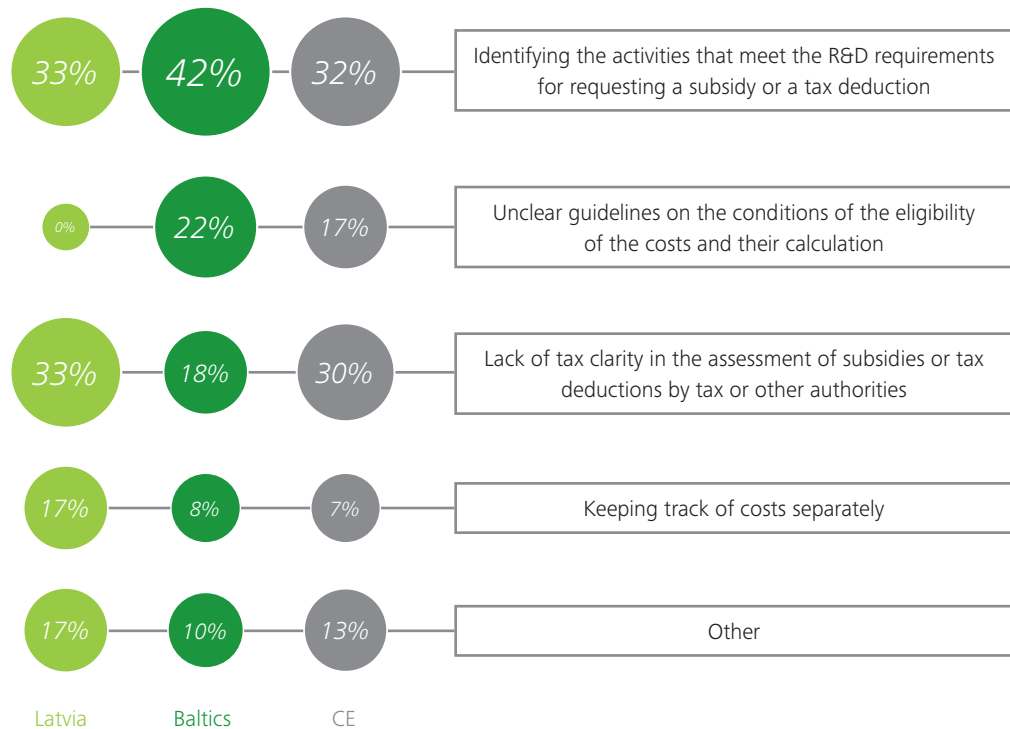 33% 42% 32% Identifying the activities that meet the R&D requirements
for requesting a subsidy or a tax deduction
0% 22% 17% Unclear guidelines on the conditions of the eligibility
of the costs and their calculation
33% 18% 30% Lack of tax clarity in the assessment of subsidies or tax
deductions by tax or other authorities
17% 8% 7% Keeping track of costs separately
17% 10% 13% Other
Latvia Baltics CE